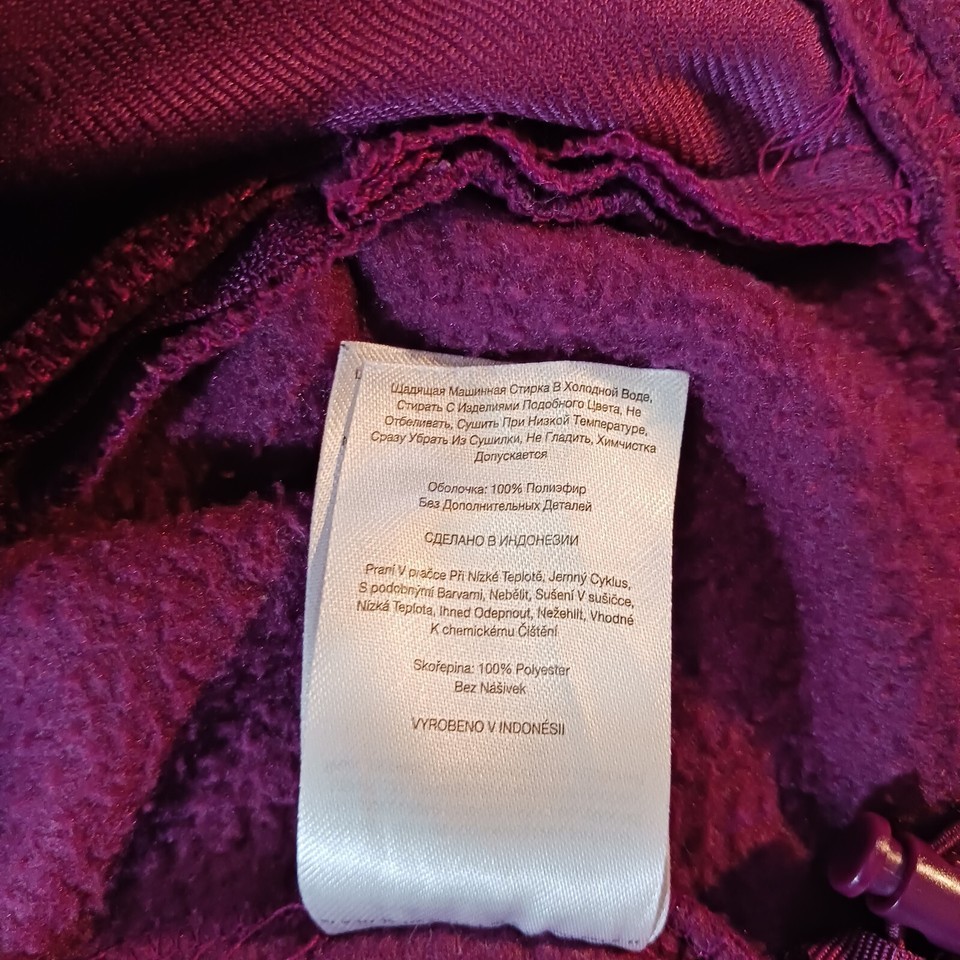 Щадящая Машинная Стирка В Холодной Воде,
Стирать С Изделиями Подобного Цвета, Не
Отбеливать, Сушить При Низкой Температуре,
Сразу Убрать Из Сушилки, Не Гладить, Химчистка
Допускается
Оболочка: 100% Полиэфир
Без Дополнительных Деталей
СДЕЛАНО В ИНДОНЕЗИИ
Praní V pračce Při Nízké Teplotě, Jemný Cyklus,
S podobnými Barvami, Nebělit, Sušení V sušičce,
Nízká Teplota, Ihned Odepnout, Nežehlit, Vhodné
K chemickému Čištění
Skořepina: 100% Polyester
Bez Nášivek
VYROBENO V INDONÉSII